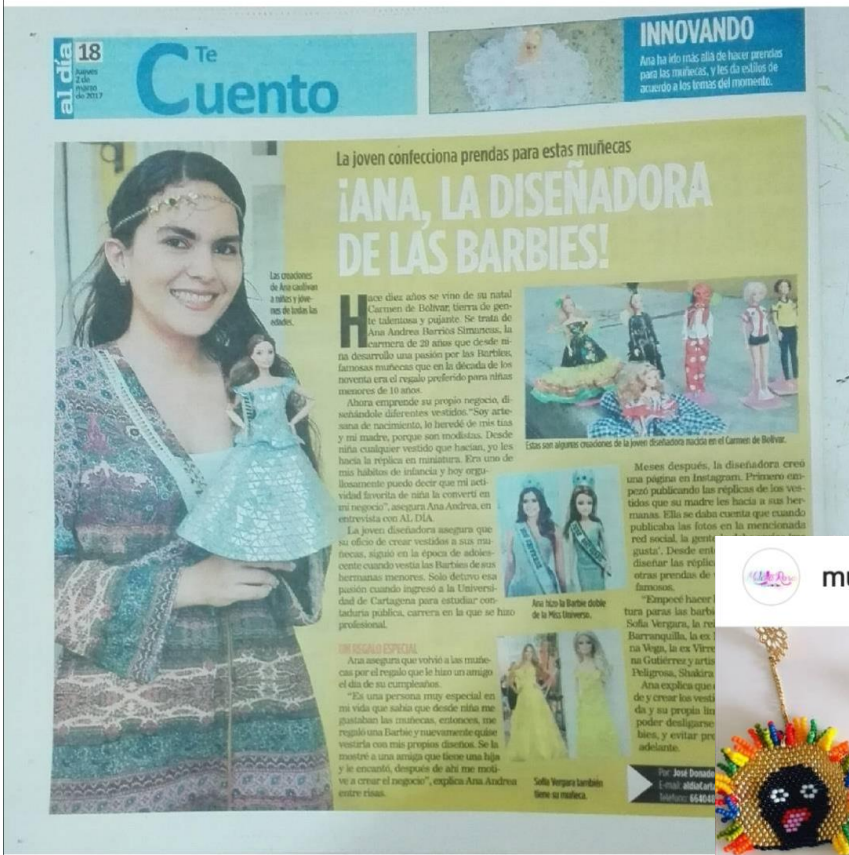 al día
18
Jueves
2 de
marzo
de 2017
Te
Cuento
INNOVANDO
Ana ha ido más allá de hacer prendas
para las muñecas, y les da estilos de
acuerdo a los temas del momento.
La joven confecciona prendas para estas muñecas
¡ANA, LA DISEÑADORA
DE LAS BARBIES!
Las creaciones
de Ana cautivan
a niñas y jóve-
nes de todas las
edades.
Hace diez años se vino de su natal
Carmen de Bolívar, tierra de gen-
te talentosa y pujante. Se trata de
Ana Andrea Barrios Simancas, la
carmera de 29 años que desde ni-
ña desarrollo una pasión por las Barbies,
famosas muñecas que en la década de los
noventa era el regalo preferido para niñas
menores de 10 años.
Ahora emprende su propio negocio, di-
señándole diferentes vestidos. "Soy arte-
sana de nacimiento, lo heredé de mis tías
y mi madre, porque son modistas. Desde
niña cualquier vestido que hacían, yo les
hacía la réplica en miniatura. Era uno de
mis hábitos de infancia y hoy orgu-
llosamente puedo decir que mi acti-
vidad favorita de niña la convertí en
mi negocio", asegura Ana Andrea, en
entrevista con AL DÍA.
La joven diseñadora asegura que
su oficio de crear vestidos a sus mu-
ñecas, siguió en la época de adoles-
cente cuando vestía las Barbies de sus
hermanas menores. Solo detuvo esa
pasión cuando ingresó a la Universi-
dad de Cartagena para estudiar con-
taduría pública, carrera en la que se hizo
profesional.
UN REGALO ESPECIAL
Ana asegura que volvió a las muñe-
cas por el regalo que le hizo un amigo
el día de su cumpleaños.
"Es una persona muy especial en
mi vida que sabía que desde niña me
gustaban las muñecas, entonces, me
regaló una Barbie y nuevamente quise
vestirla con mis propios diseños. Se la
mostré a una amiga que tiene una hija
y le encantó, después de ahí me moti-
ve a crear el negocio", explica Ana Andrea
entre risas.
Estas son algunos creaciones de la joven diseñadora nacida en el Carmen de Bolívar.
Ana hizo la Barbie doble
de la Miss Universo.
Sofía Vergara también
tiene su muñeca.
Meses después, la diseñadora creó
una página en Instagram. Primero em-
pezó publicando las réplicas de los ves-
tidos que su madre les hacía a sus her-
manas. Ella se daba cuenta que cuando
publicaba las fotos en la mencionada
red social, la gente
gusta'. Desde ent
diseñar las réplic
otras prendas de
famosos.
"Empecé hacer
tura paras las barbi
Sofía Vergara, la rei
Barranquilla, la ex
na Vega, la ex Virre
na Gutiérrez y artis
Peligrosa, Shakira
Ana explica que
de y crear los vesti
da y su propia lín
poder desligarse
bies, y evitar pre
adelante.
Por: José Donado
E-mail: aldiaCart
Teléfono: 664048
mu